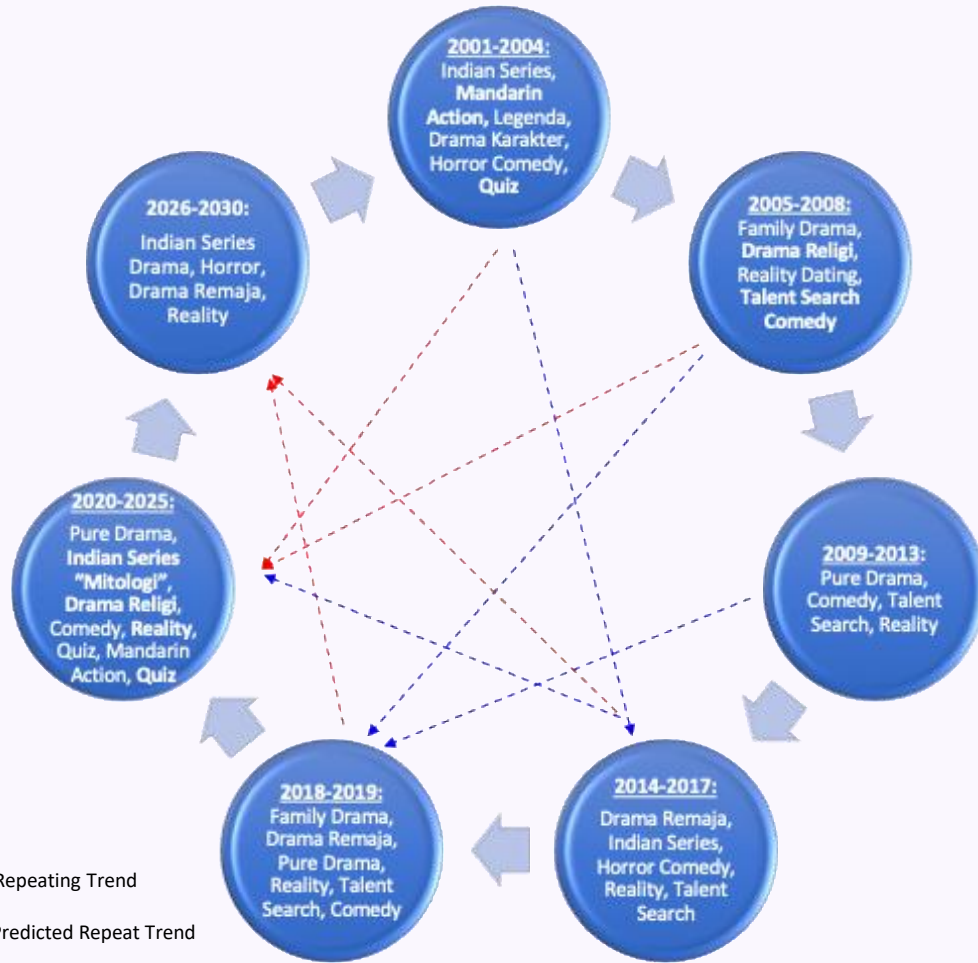 2001-2004:
Indian Series,
Mandarin
Action, Legenda,
Drama Karakter,
Horror Comedy,
Quiz
2005-2008:
Family Drama,
Drama Religi,
Reality Dating,
Talent Search
Comedy
2009-2013:
Pure Drama,
Comedy, Talent
Search, Reality
2014-2017:
Drama Remaja,
Indian Series,
Horror Comedy,
Reality, Talent
Search
2018-2019:
Family Drama,
Drama Remaja,
Pure Drama,
Reality, Talent
Search, Comedy
2020-2025:
Pure Drama,
Indian Series
"Mitologi",
Drama Religi,
Comedy, Reality,
Quiz, Mandarin
Action, Quiz
2026-2030:
Indian Series
Drama, Horror,
Drama Remaja,
Reality
Repeating Trend
Predicted Repeat Trend